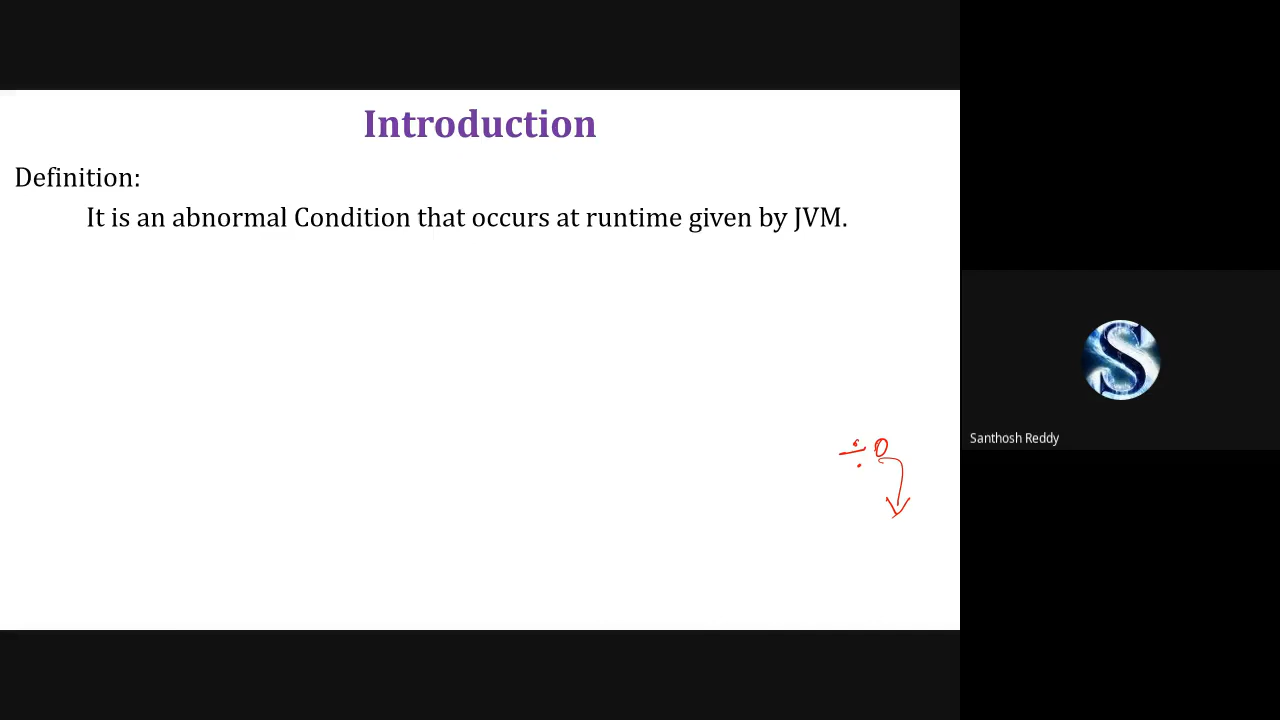 Introduction
Definition:
It is an abnormal Condition that occurs at runtime given by JVM.
÷0
S
Santhosh Reddy